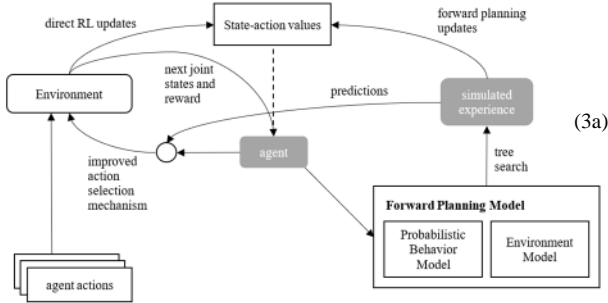 direct RL updates
State-action values
forward planning
updates
next joint
states and
reward
Environment
predictions
simulated
experience
(3a)
agent
improved
action
selection
mechanism
tree
search
Forward Planning Model
Probabilistic
Behavior
Model
Environment
Model
agent actions